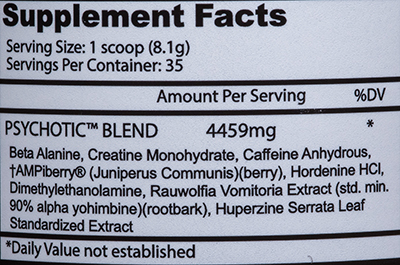 Supplement Facts
Serving Size: 1 scoop (8.1g)
Servings Per Container: 35
Amount Per Serving %DV
PSYCHOTIC™ BLEND 4459mg *
Beta Alanine, Creatine Monohydrate, Caffeine Anhydrous,
†AMPiberry® (Juniperus Communis)(berry), Hordenine HCl,
Dimethylethanolamine, Rauwolfia Vomitoria Extract (std. min.
90% alpha yohimbine)(rootbark), Huperzine Serrata Leaf
Standardized Extract
*Daily Value not established